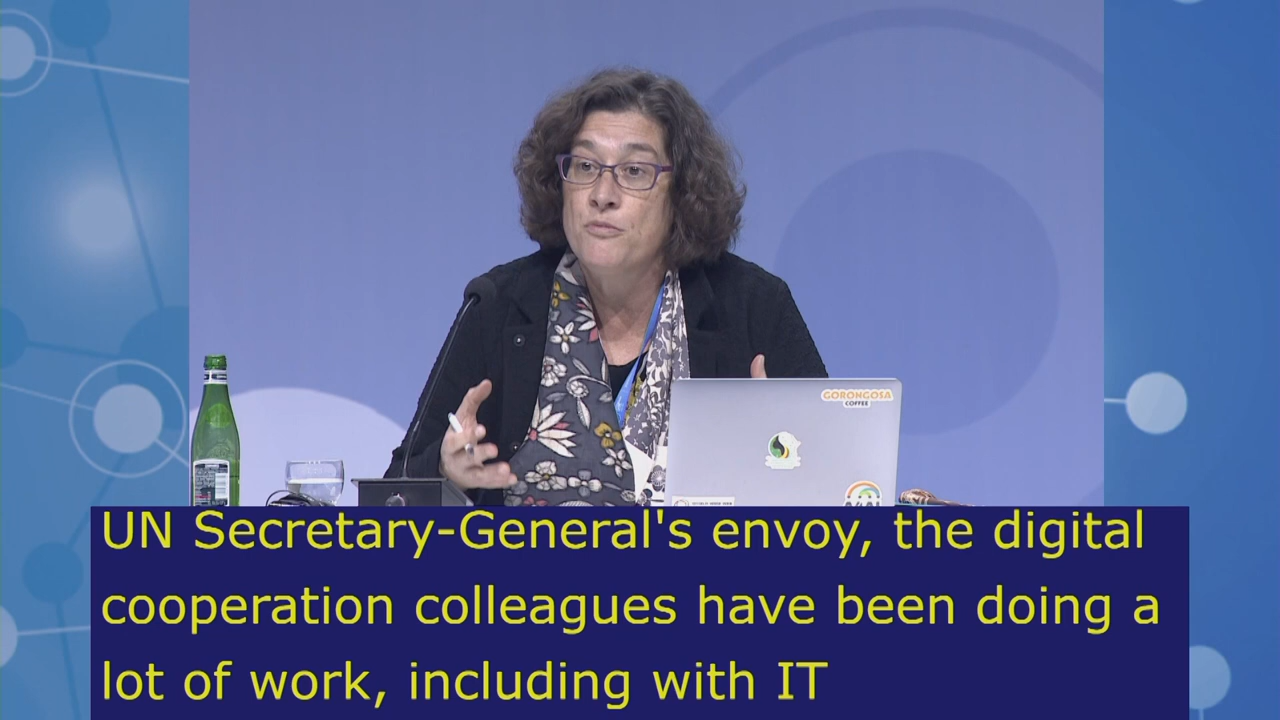 GORONGOSA
COFFEE
UN Secretary-General's envoy, the digital
cooperation colleagues have been doing a
lot of work, including with IT